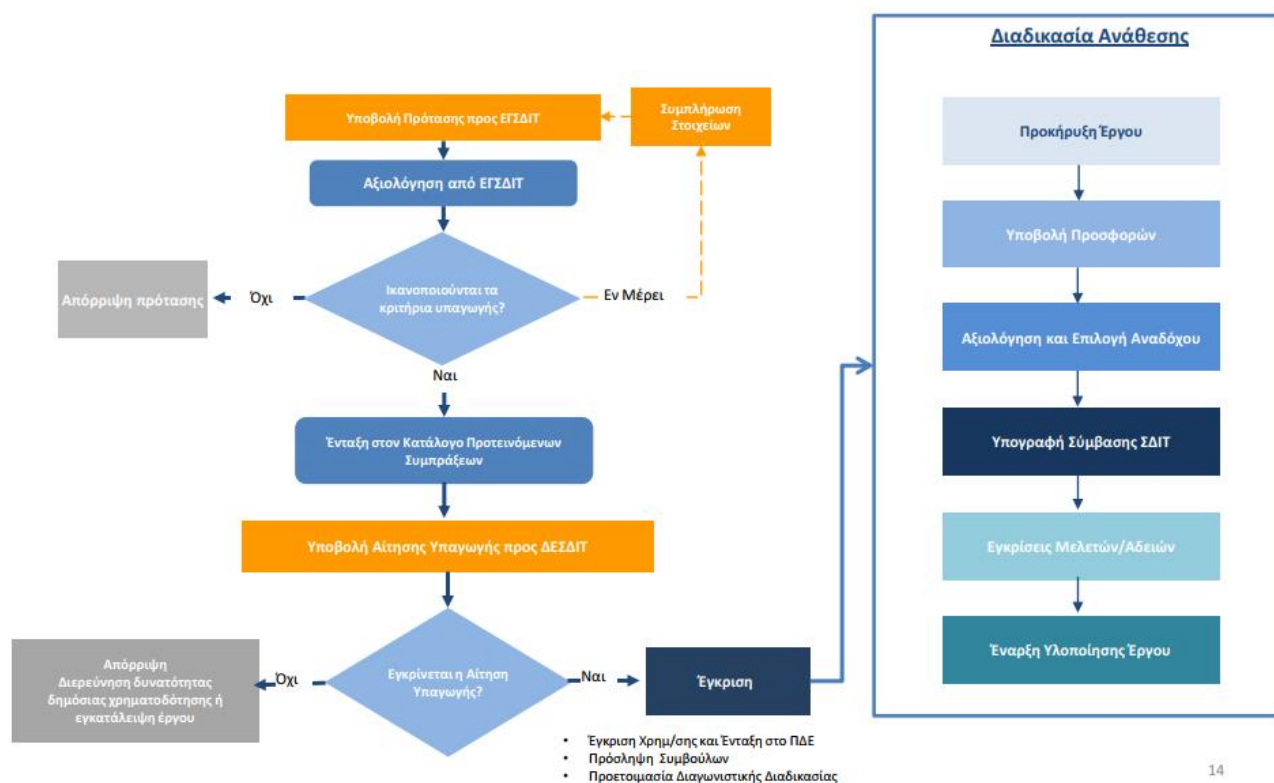 Υποβολή Πρότασης προς ΕΓΣΔΙΤ
Συμπλήρωση
Στοιχείων
Αξιολόγηση από ΕΓΣΔΙΤ
Ικανοποιούνται τα
κριτήρια υπαγωγής?
Όχι
Απόρριψη πρότασης
Εν Μέρει
Ναι
Ένταξη στον Κατάλογο Προτεινόμενων
Συμπράξεων
Υποβολή Αίτησης Υπαγωγής προς ΔΕΣΔΙΤ
Εγκρίνεται η Αίτηση
Υπαγωγής?
Όχι
Απόρριψη
Διερεύνηση δυνατότητας
δημόσιας χρηματοδότησης ή
εγκατάλειψη έργου
Ναι
Έγκριση
• Έγκριση Χρημ/σης και Ένταξη στο ΠΔΕ
• Πρόσληψη Συμβούλων
• Προετοιμασία Διαγωνιστικής Διαδικασίας
Διαδικασία Ανάθεσης
Προκήρυξη Έργου
Υποβολή Προσφορών
Αξιολόγηση και Επιλογή Αναδόχου
Υπογραφή Σύμβασης ΣΔΙΤ
Εγκρίσεις Μελετών/Αδειών
Έναρξη Υλοποίησης Έργου
14